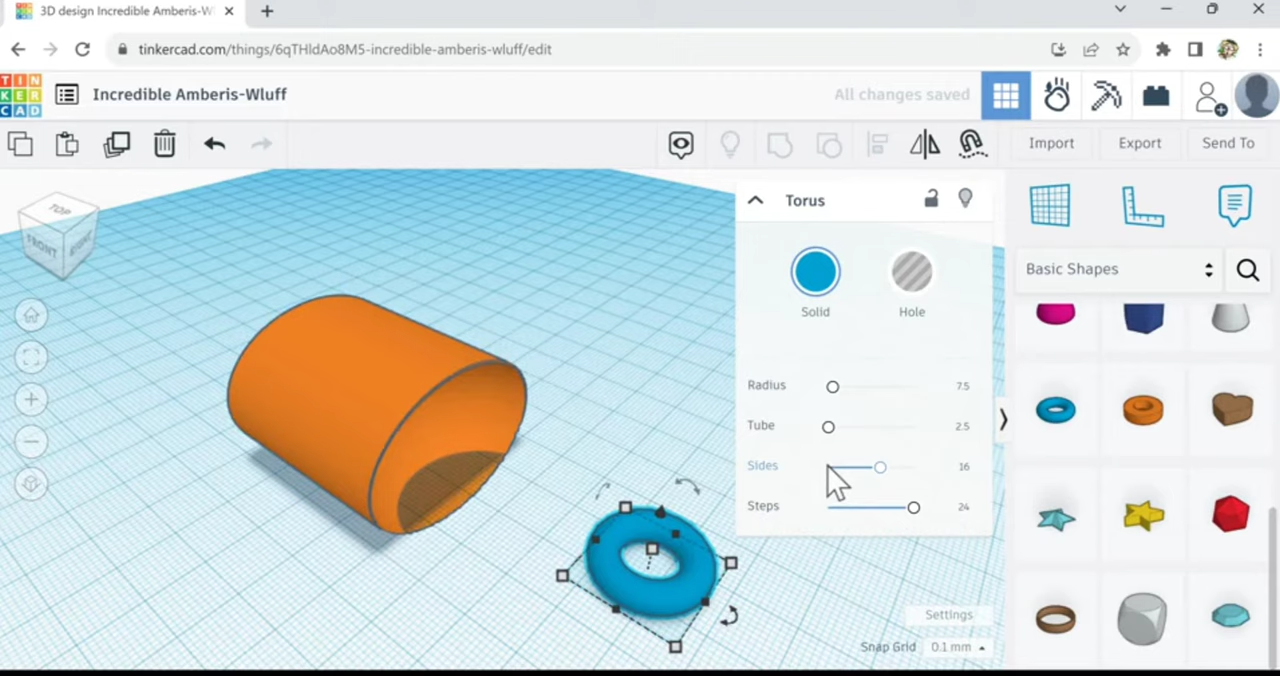 3D design Incredible Amberis-W
tinkercad.com/things/6qTHldAo8M5-incredible-amberis-wluff/edit
TIN
KER
CAD
Incredible Amberis-Wluff
All changes saved
Import
Export
Send To
TOP
FRONT
Torus
Solid
Hole
Basic Shapes
Radius
7.5
Tube
2.5
Sides
16
Steps
24
Settings
Snap Grid
0.1 mm